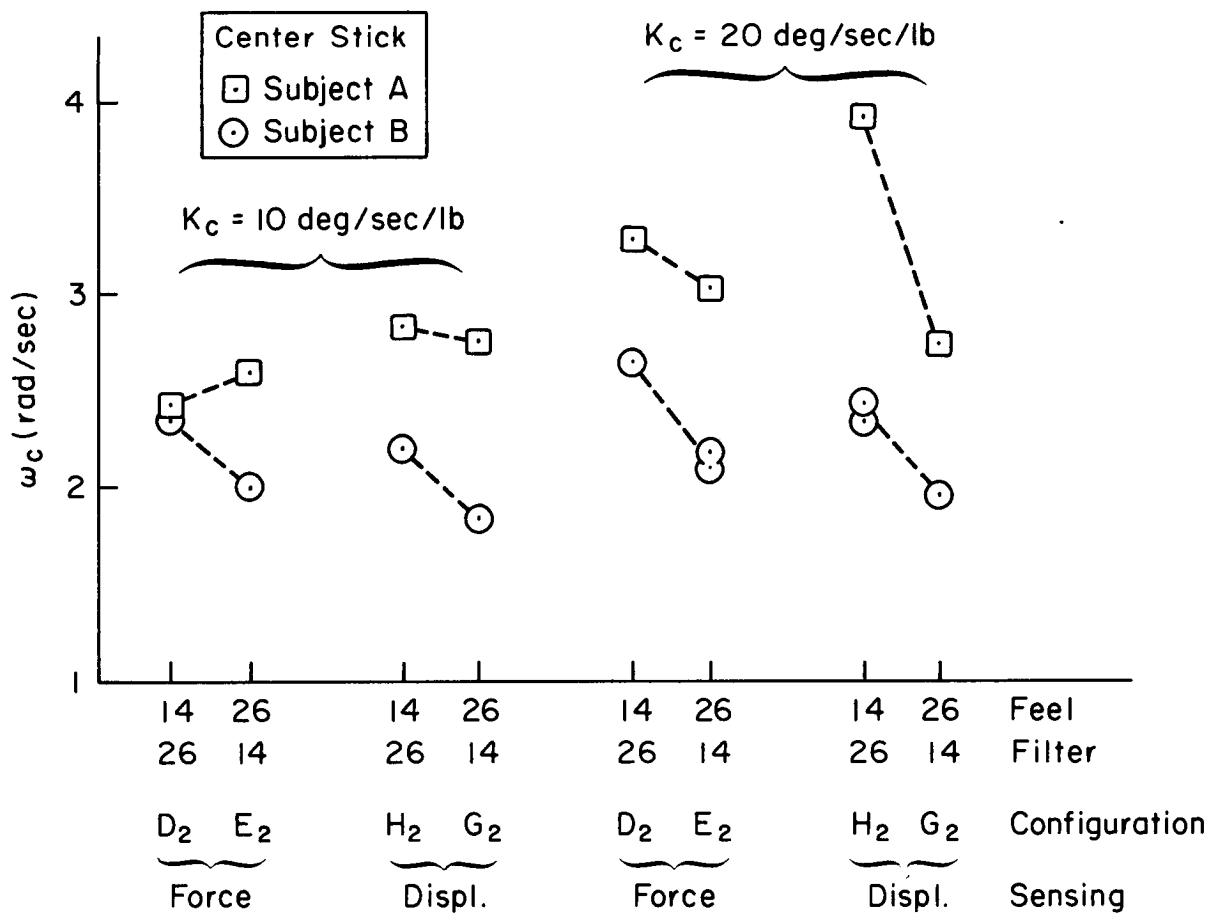 Center Stick
Subject A
Subject B
K_c = 20 deg/sec/lb
K_c = 10 deg/sec/lb
ω_c (rad/sec)
4
3
2
1
14 26 14 26 14 26 14 26 Feel
26 14 26 14 26 14 26 14 Filter
D₂ E₂ H₂ G₂ D₂ E₂ H₂ G₂ Configuration
Force Displ. Force Displ. Sensing